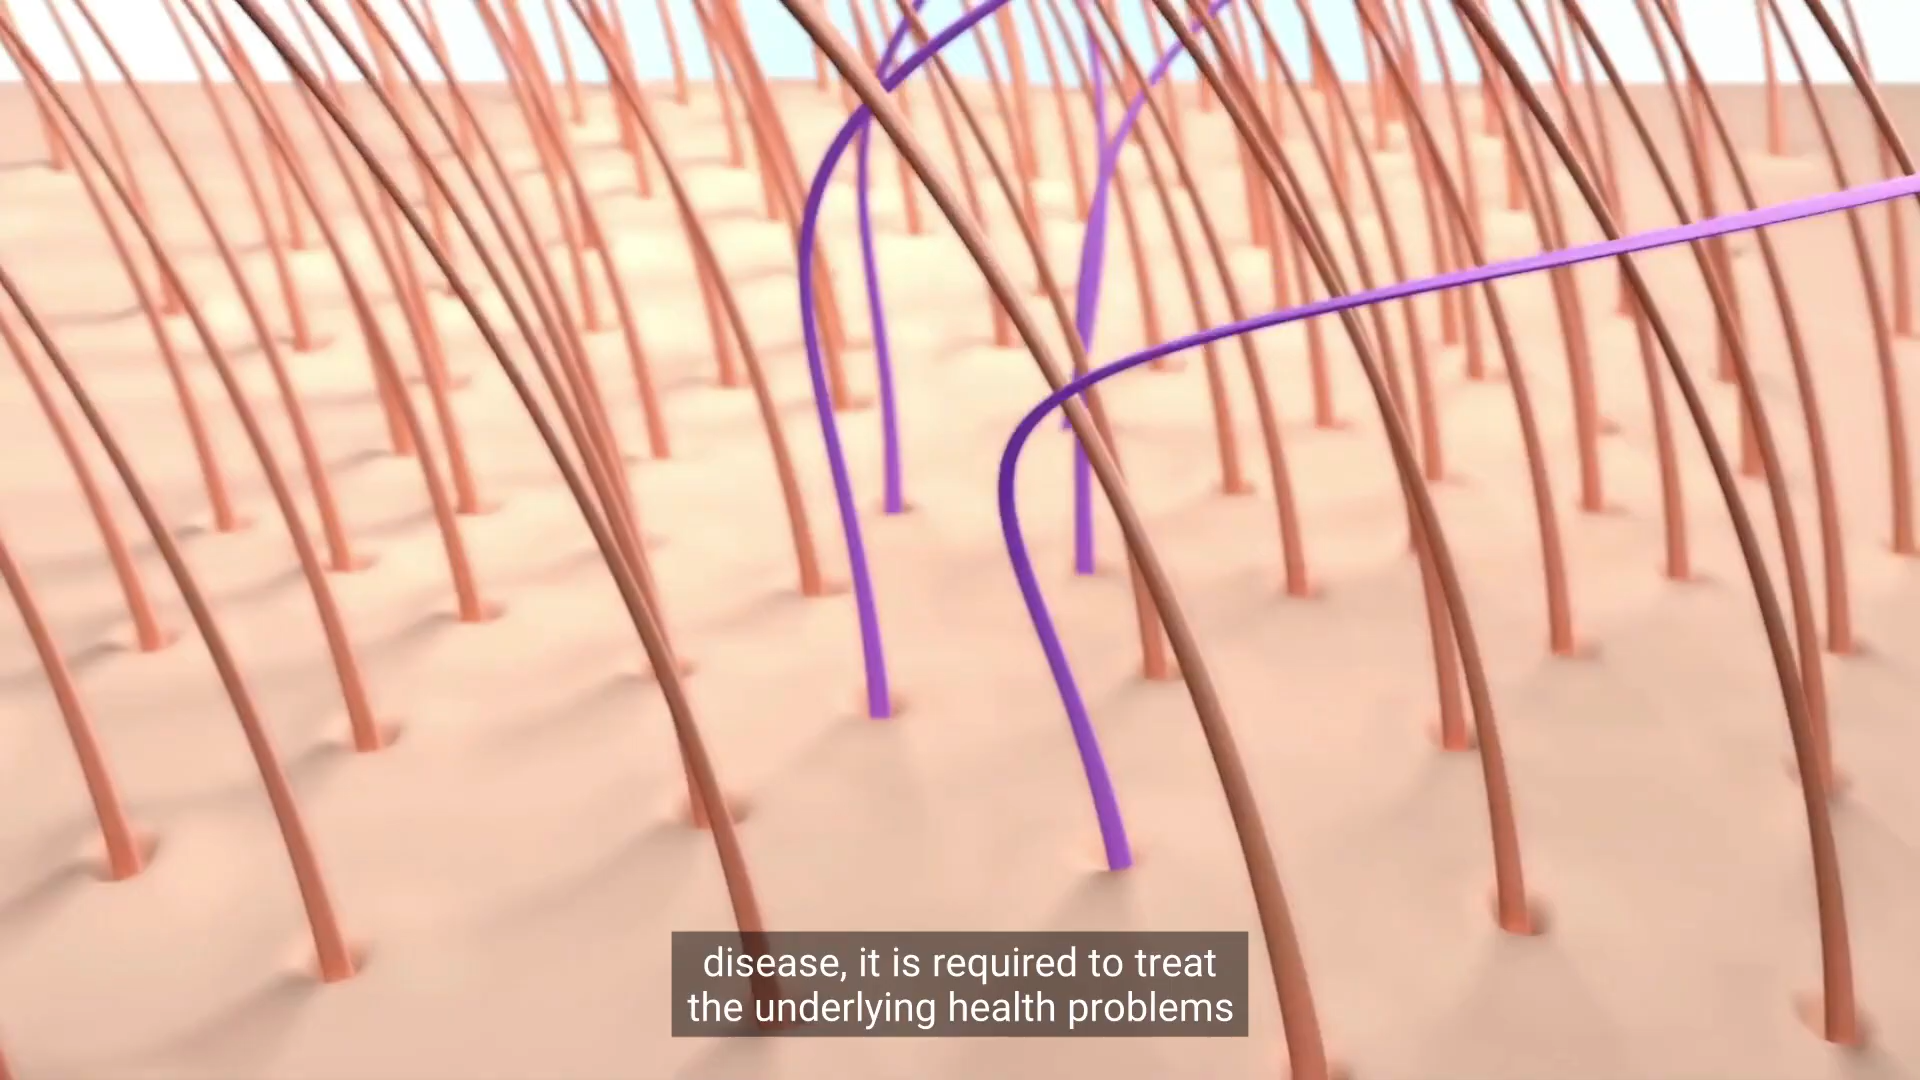 disease, it is required to treat
the underlying health problems